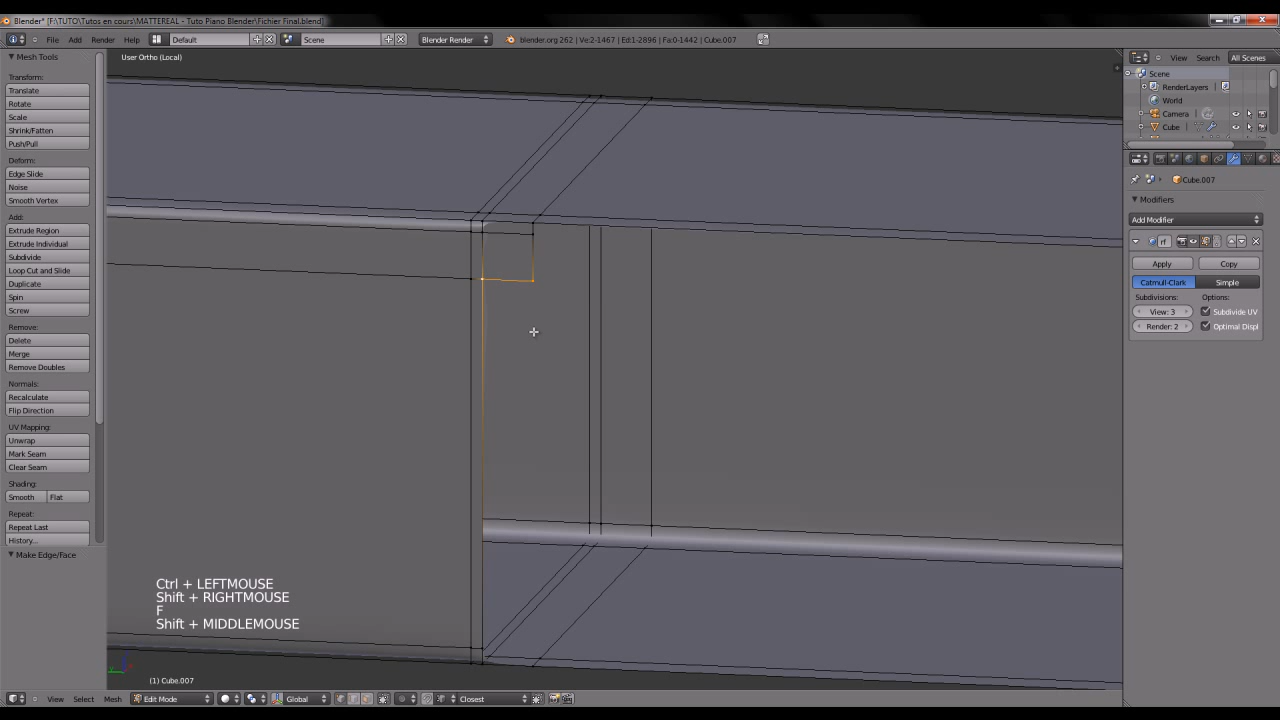 Blender* [F:\TUTO\Tutos en cours\MATTEREAL - Tuto Piano Blender\Fichier Final.blend]
File Add Render Help Default Scene Blender Render blender.org 262 | Ve:2-1467 | Ed:1-2896 | Fa:0-1442 | Cube.007
Mesh Tools
Transform:
Translate
Rotate
Scale
Shrink/Fatten
Push/Pull
Deform:
Edge Slide
Noise
Smooth Vertex
Add:
Extrude Region
Extrude Individual
Subdivide
Loop Cut and Slide
Duplicate
Spin
Screw
Remove:
Delete
Merge
Remove Doubles
Normals:
Recalculate
Flip Direction
UV Mapping:
Unwrap
Mark Seam
Clear Seam
Shading:
Smooth Flat
Repeat:
Repeat Last
History...
Make Edge/Face
User Ortho (Local)
Ctrl + LEFTMOUSE
Shift + RIGHTMOUSE
F
Shift + MIDDLEMOUSE
(1) Cube.007
View Select Mesh Edit Mode Global Closest
View Search All Scenes
Scene
RenderLayers
World
Camera
Cube
Cube.007
Modifiers
Add Modifier
rf
Apply Copy
Catmull-Clark Simple
Subdivisions: Options:
View: 3 Subdivide UV
Render: 2 Optimal Displ